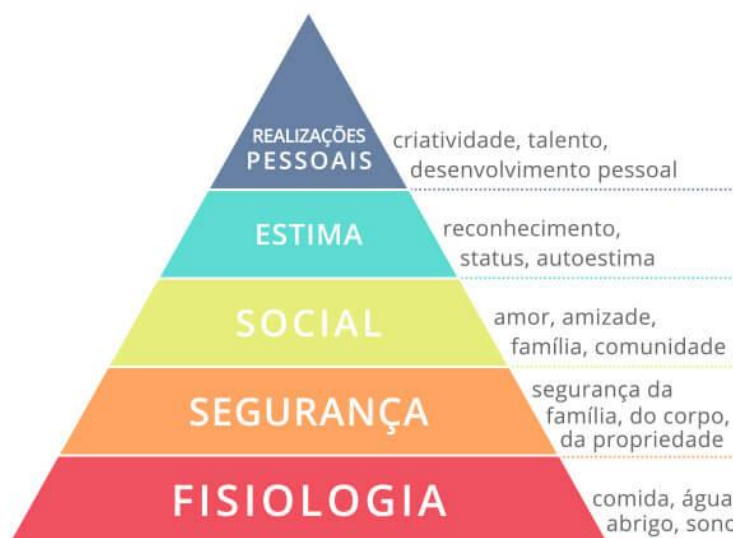 REALIZAÇÕES
PESSOAIS
criatividade, talento,
desenvolvimento pessoal
ESTIMA
reconhecimento,
status, autoestima
SOCIAL
amor, amizade,
família, comunidade
SEGURANÇA
segurança da
família, do corpo,
da propriedade
FISIOLOGIA
comida, água
abrigo, sono